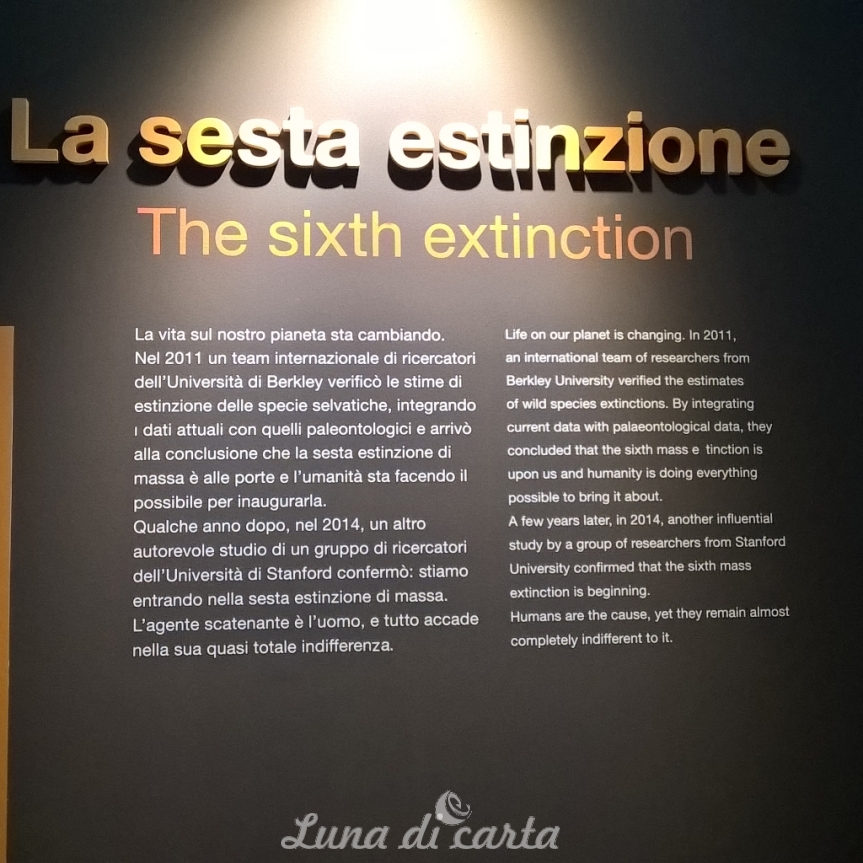 La sesta estinzione
The sixth extinction
La vita sul nostro pianeta sta cambiando.
Nel 2011 un team internazionale di ricercatori
dell'Università di Berkley verificò le stime di
estinzione delle specie selvatiche, integrando
ı dati attuali con quelli paleontologici e arrivò
alla conclusione che la sesta estinzione di
massa è alle porte e l'umanità sta facendo il
possibile per inaugurarla.
Qualche anno dopo, nel 2014, un altro
autorevole studio di un gruppo di ricercatori
dell'Università di Stanford confermò: stiamo
entrando nella sesta estinzione di massa.
L'agente scatenante è l'uomo, e tutto accade
nella sua quasi totale indifferenza.
Life on our planet is changing. In 2011,
an international team of researchers from
Berkley University verified the estimates
of wild species extinctions. By integrating
current data with palaeontological data, they
concluded that the sixth mass e tinction is
upon us and humanity is doing everything
possible to bring it about.
A few years later, in 2014, another influential
study by a group of researchers from Stanford
University confirmed that the sixth mass
extinction is beginning.
Humans are the cause, yet they remain almost
completely indifferent to it.
Luna di carta